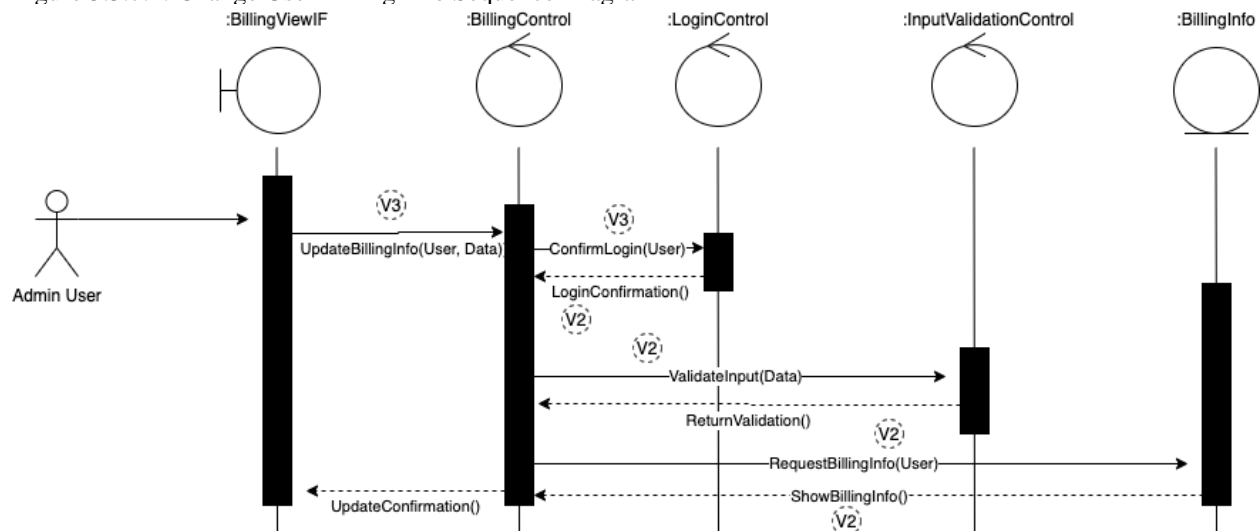 :BillingViewIF
:BillingControl
:LoginControl
:InputValidationControl
:BillingInfo
V3
V3
UpdateBillingInfo(User, Data)
ConfirmLogin(User)
Admin User
LoginConfirmation()
V2
V2
ValidateInput(Data)
ReturnValidation()
V2
RequestBillingInfo(User)
ShowBillingInfo()
UpdateConfirmation()
V2